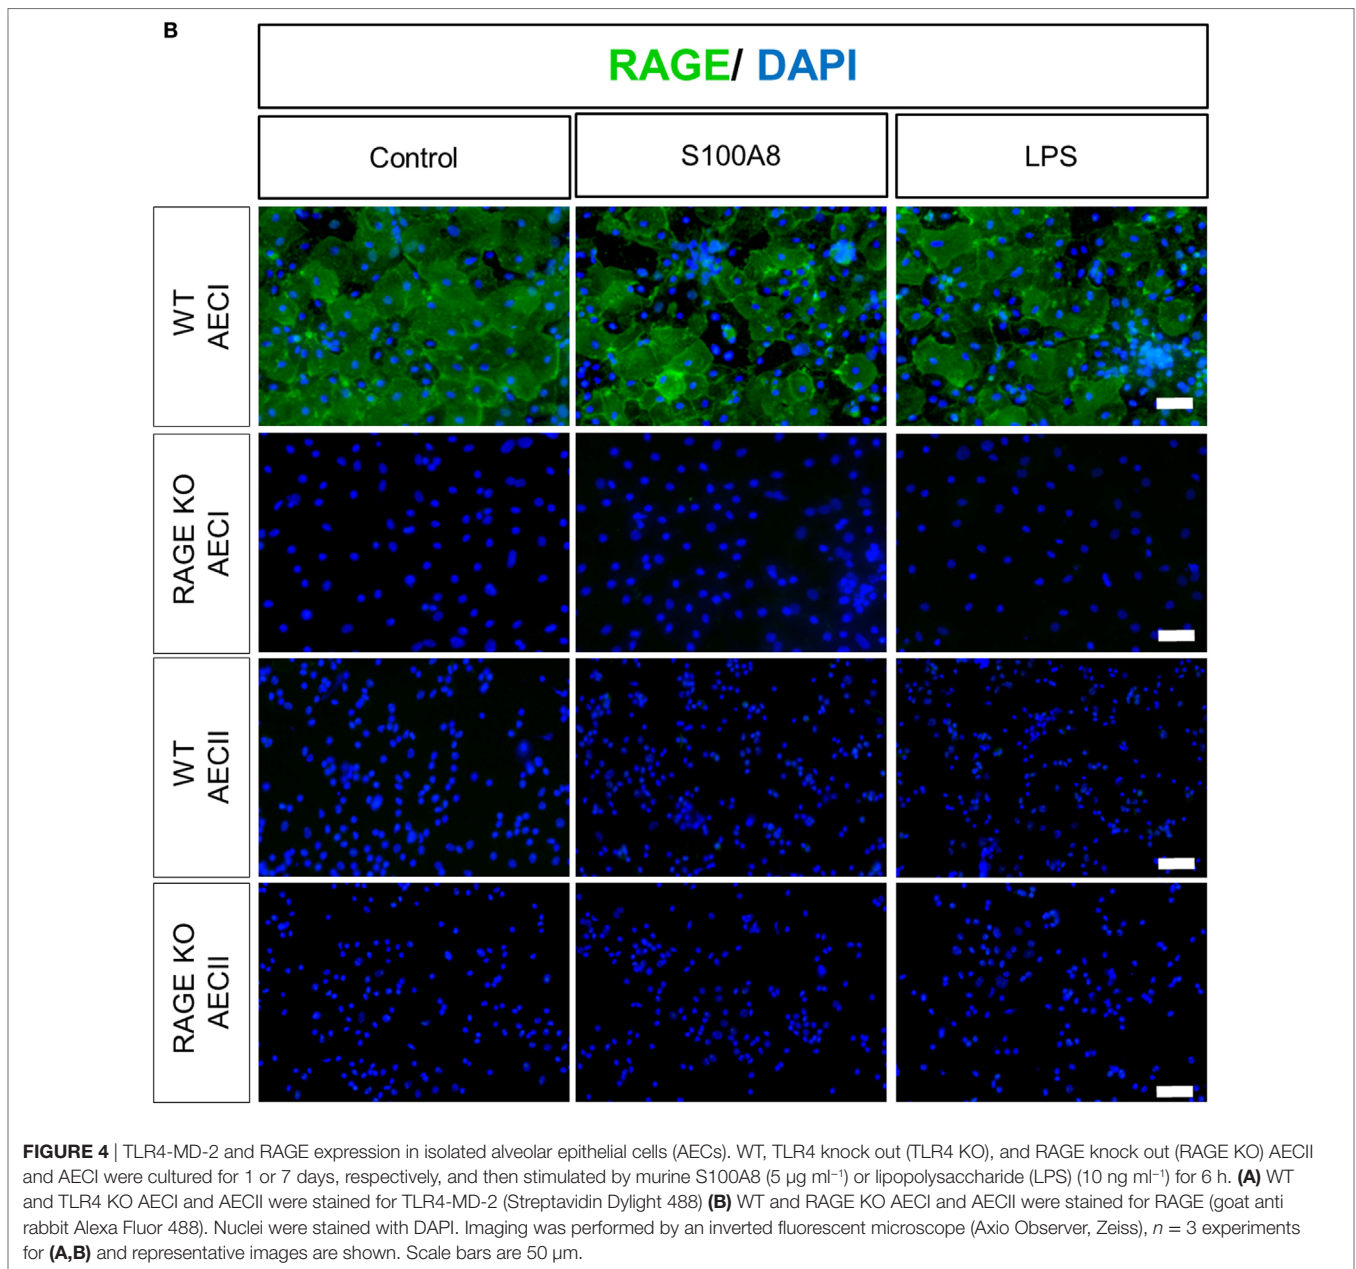 B
RAGE/ DAPI
Control
S100A8
LPS
WT
AECI
RAGE KO
AECI
WT
AECII
RAGE KO
AECII
FIGURE 4 | TLR4-MD-2 and RAGE expression in isolated alveolar epithelial cells (AECs). WT, TLR4 knock out (TLR4 KO), and RAGE knock out (RAGE KO) AECII
and AECI were cultured for 1 or 7 days, respectively, and then stimulated by murine S100A8 (5 µg ml⁻¹) or lipopolysaccharide (LPS) (10 ng ml⁻¹) for 6 h. (A) WT
and TLR4 KO AECI and AECII were stained for TLR4-MD-2 (Streptavidin Dylight 488) (B) WT and RAGE KO AECI and AECII were stained for RAGE (goat anti
rabbit Alexa Fluor 488). Nuclei were stained with DAPI. Imaging was performed by an inverted fluorescent microscope (Axio Observer, Zeiss), n = 3 experiments
for (A,B) and representative images are shown. Scale bars are 50 µm.